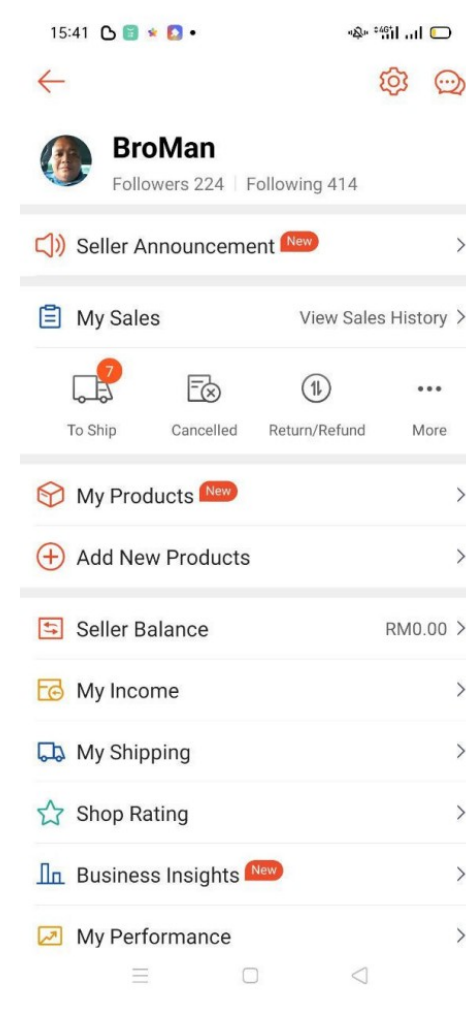 15:41
BroMan
Followers 224 Following 414
Seller Announcement New
My Sales View Sales History
7
To Ship Cancelled Return/Refund More
My Products New
Add New Products
Seller Balance RM0.00
My Income
My Shipping
Shop Rating
Business Insights New
My Performance